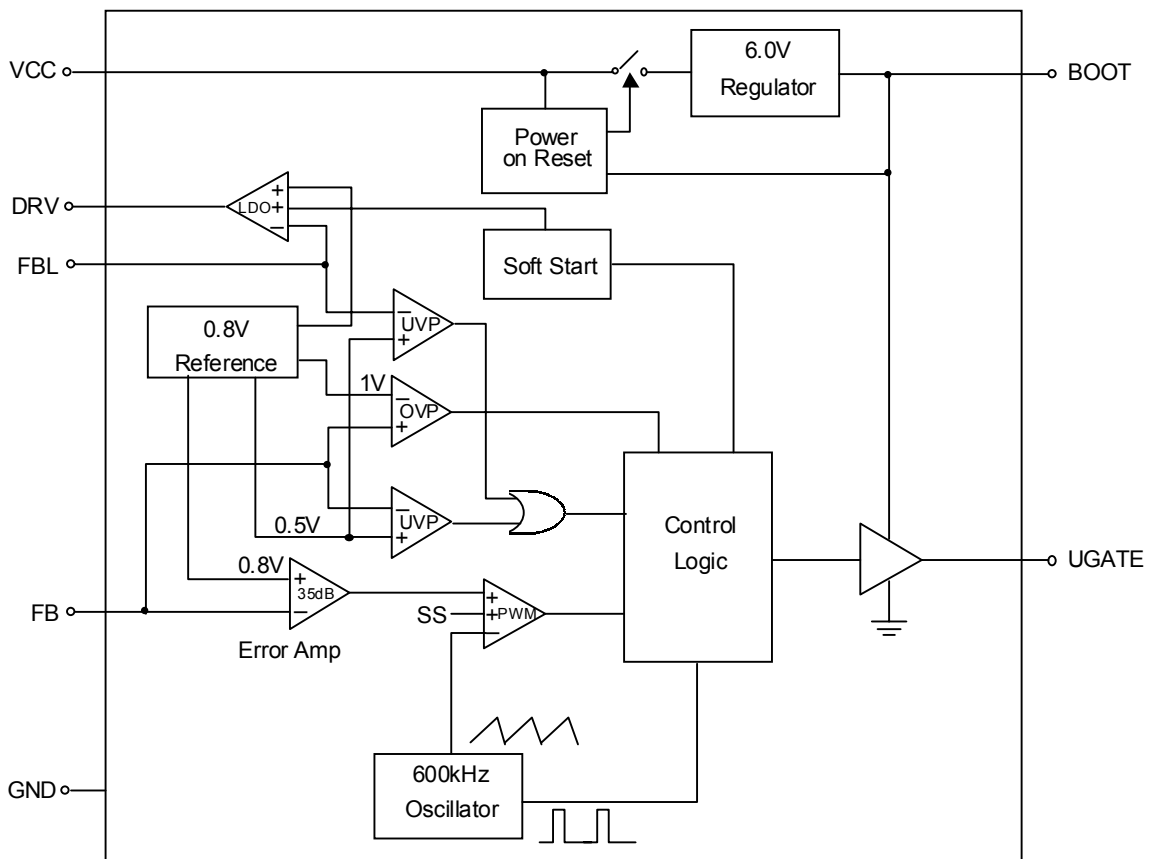 6.0V
Regulator
VCC
BOOT
Power
on Reset
DRV
+
LDO+
−
FBL
Soft Start
0.8V
Reference
−
UVP
+
1V
−
OVP
+
−
UVP
+
0.5V
Control
Logic
UGATE
0.8V
+
35dB
−
FB
SS
+
+PWM
−
Error Amp
GND
600kHz
Oscillator